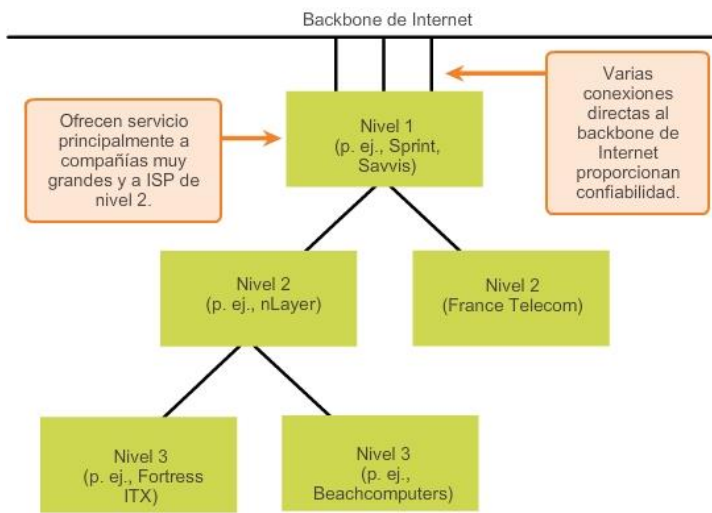 Backbone de Internet
Ofrecen servicio
principalmente a
compañías muy
grandes y a ISP de
nivel 2.
Nivel 1
(p. ej., Sprint,
Savvis)
Varias
conexiones
directas al
backbone de
Internet
proporcionan
confiabilidad.
Nivel 2
(p. ej., nLayer)
Nivel 2
(France Telecom)
Nivel 3
(p. ej., Fortress
ITX)
Nivel 3
(p. ej.,
Beachcomputers)